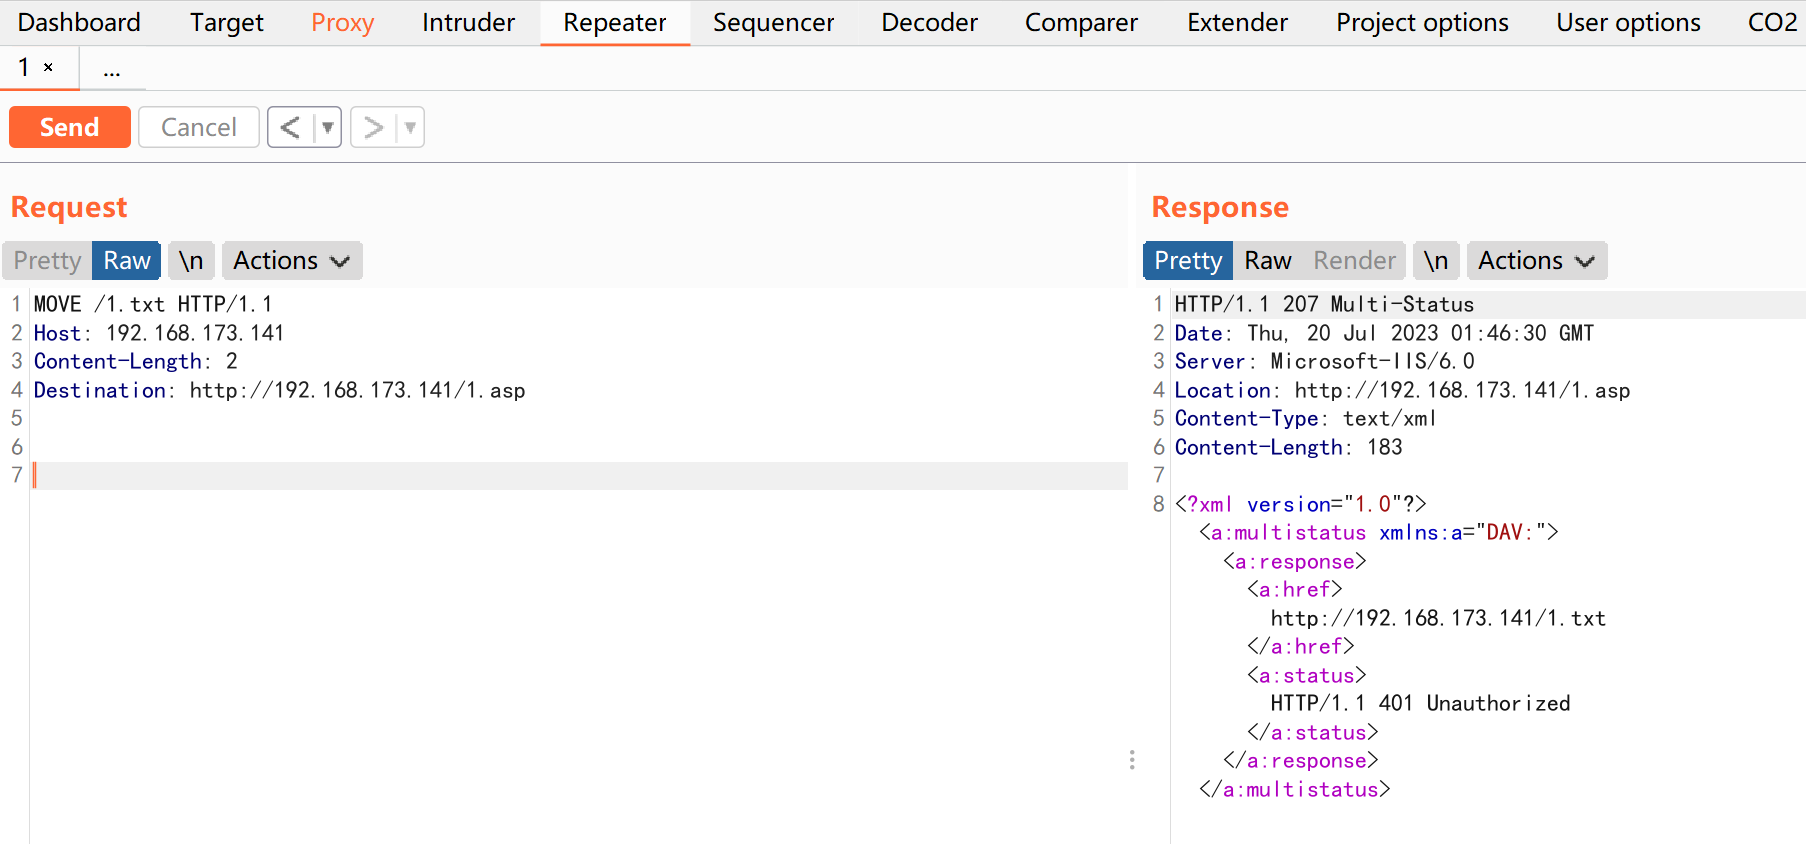 Dashboard Target Proxy Intruder Repeater Sequencer Decoder Comparer Extender Project options User options CO2
1 × ...
Send Cancel < ▼ > ▼
Request
Pretty Raw \n Actions
1 MOVE /1.txt HTTP/1.1
2 Host: 192.168.173.141
3 Content-Length: 2
4 Destination: http://192.168.173.141/1.asp
5
6
7
Response
Pretty Raw Render \n Actions
1 HTTP/1.1 207 Multi-Status
2 Date: Thu, 20 Jul 2023 01:46:30 GMT
3 Server: Microsoft-IIS/6.0
4 Location: http://192.168.173.141/1.asp
5 Content-Type: text/xml
6 Content-Length: 183
7
8 <?xml version="1.0"?>
<a:multistatus xmlns:a="DAV:">
<a:response>
<a:href>
http://192.168.173.141/1.txt
</a:href>
<a:status>
HTTP/1.1 401 Unauthorized
</a:status>
</a:response>
</a:multistatus>